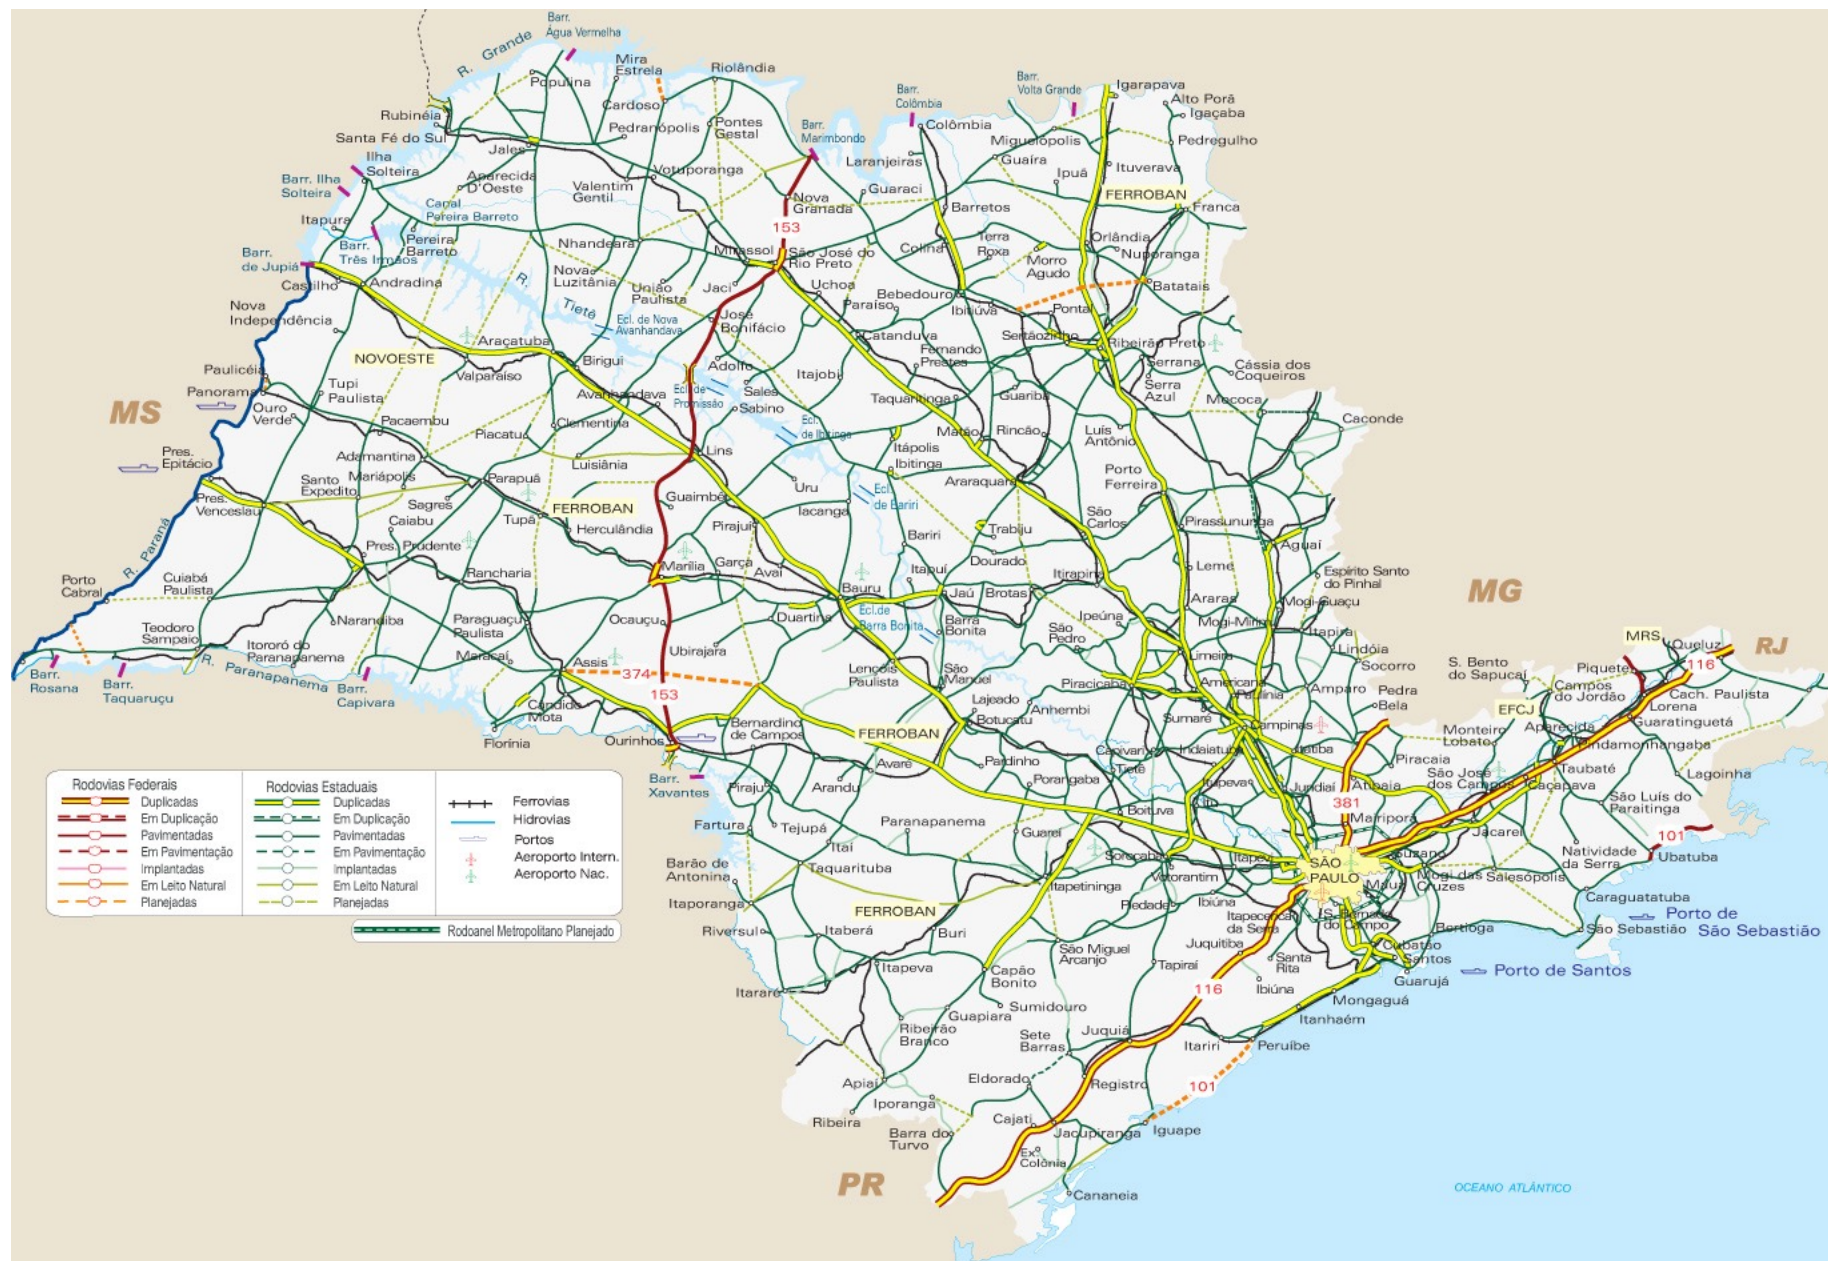 Barr.
Água Vermelha
R. Grande
Mira
Estrela
Riolândia
Populina
Cardoso
Rubinéia
Pedranópolis
Pontes
Gestal
Santa Fé do Sul
Jales
Ilha
Solteira
Barr. Ilha
Solteira
Aparecida
D'Oeste
Valentim
Gentil
Votuporanga
Barr.
Marimbondo
Barr.
Colômbia
Colômbia
Laranjeiras
Guaraci
Barr.
Volta Grande
Igarapava
Alto Porã
Igaçaba
Miguelópolis
Pedregulho
Guaíra
Ituverava
Ipuã
FERROBAN
Franca
Itapura
Canal
Pereira Barreto
Pereira
Barreto
Barr.
Três Irmãos
Barr.
de Jupiá
Castilho
Andradina
Nova
Granada
153
Nhandeara
Mirassol
São José do
Rio Preto
Barretos
Colina
Terra
Roxa
Morro
Agudo
Orlândia
Nuporanga
Batatais
Nova
Luzitânia
União
Paulista
Jaci
Uchoa
Paraíso
Bebedouro
Ibitiúva
Pontal
R. Tietê
Nova
Independência
Ecl. de Nova
Avanhandava
José
Bonifácio
Catanduva
Fernando
Prestes
Sertãozinho
Ribeirão Preto
Serrana
Cássia dos
Coqueiros
NOVOESTE
Araçatuba
Birigui
Valparaíso
Adolfo
Itajobi
Serra
Azul
Paulicéia
Panorama
Tupi
Paulista
Ouro
Verde
Avanhandava
Ecl. de
Promissão
Sales
Sabino
Taquaritinga
Guariba
Mococa
Caconde
MS
Pacaembu
Piacatu
Clementina
Ecl.
de Ibitinga
Matão
Rincão
Luís
Antônio
Itápolis
Ibitinga
Pres.
Epitácio
Adamantina
Mariápolis
Luisiânia
Lins
Santo
Expedito
Parapuã
Sagres
Uru
Araraquara
Porto
Ferreira
Pres.
Venceslau
FERROBAN
Guaimbê
Iacanga
Ecl.
de Bariri
São
Carlos
Caiabu
Tupã
Herculândia
Pirajuí
Bariri
Trabiju
Pirassununga
Aguaí
R. Paraná
Pres. Prudente
Dourado
Porto
Cabral
Cuiabá
Paulista
Rancharia
Marília
Garça
Avaí
Bauru
Itapuí
Jaú
Brotas
Itirapina
Leme
Espírito Santo
do Pinhal
MG
Araras
Mogi-Guaçu
Teodoro
Sampaio
Narandiba
Paraguaçu
Paulista
Ocauçu
Duartina
Ecl.de
Barra Bonita
Barra
Bonita
Ipeúna
São
Pedro
Mogi-Mirim
Itapira
Lindóia
Socorro
Itororó do
Paranapanema
R. Paranapanema
Maracaí
Assis
Ubirajara
Lençóis
Paulista
São
Manuel
Limeira
MRS
Queluz
116
RJ
S. Bento
do Sapucaí
Piquete
Barr.
Rosana
Barr.
Taquaruçu
Barr.
Capivara
374
153
Piracicaba
Americana
Paulínia
Amparo
Pedra
Bela
Campos
do Jordão
Cach. Paulista
Lorena
Guaratinguetá
EFCJ
Cândido
Mota
Florínia
Ourinhos
Bernardino
de Campos
Lajeado
Anhembi
Botucatu
Sumaré
Campinas
Monteiro
Lobato
Aparecida
Pindamonhangaba
FERROBAN
Capivari
Indaiatuba
Itatiba
Piracaia
Avaré
Pardinho
Tietê
Taubaté
Lagoinha
Barr.
Xavantes
Piraju
Arandu
Porangaba
Itupeva
Jundiaí
Atibaia
São José
dos Campos
Caçapava
Itu
381
Boituva
Mairiporã
São Luís do
Paraitinga
Fartura
Tejupá
Paranapanema
Guareí
Jacareí
101
Itaí
Natividade
da Serra
Ubatuba
Barão de
Antonina
Taquarituba
Sorocaba
Itapevi
SÃO
PAULO
Suzano
Votorantim
Mogi das
Cruzes
Salesópolis
Mauá
Itapetininga
Itaporanga
Piedade
Ibiúna
Caraguatatuba
FERROBAN
Itapecerica
da Serra
S. Bernardo
do Campo
Porto de
São Sebastião
Riversul
Itaberá
Buri
Bertioga
São Sebastião
Juquitiba
Cubatão
São Miguel
Arcanjo
Santos
Itapeva
Tapiraí
Santa
Rita
Guarujá
Porto de Santos
Capão
Bonito
116
Ibiúna
Itararé
Mongaguá
Sumidouro
Guapiara
Itanhaém
Ribeirão
Branco
Sete
Barras
Juquiá
Itariri
Peruíbe
Apiaí
Eldorado
Registro
101
Iporanga
Ribeira
Cajati
Barra do
Turvo
Jacupiranga
Iguape
Ex.
Colônia
PR
Cananeia
OCEANO ATLÂNTICO
Rodovias Federais
Duplicadas
Em Duplicação
Pavimentadas
Em Pavimentação
Implantadas
Em Leito Natural
Planejadas
Rodovias Estaduais
Duplicadas
Em Duplicação
Pavimentadas
Em Pavimentação
Implantadas
Em Leito Natural
Planejadas
Ferrovias
Hidrovias
Portos
Aeroporto Intern.
Aeroporto Nac.
Rodoanel Metropolitano Planejado